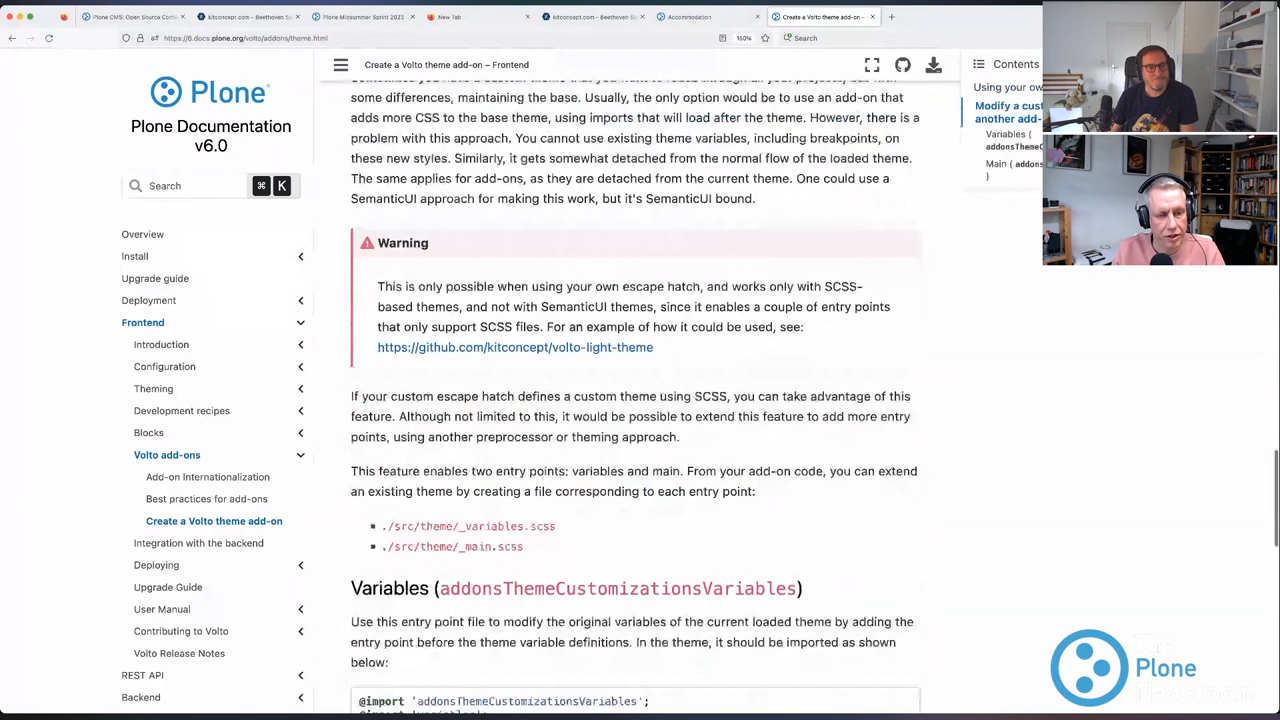 Plone CMS: Open Source Cont
kitconcept.com – Beethoven S
Plone Midsummer Sprint 2023
New Tab
kitconcept.com – Beethoven S
Accommodation
Create a Volto theme add-on –
https://6.docs.plone.org/volto/addons/theme.html
150%
Search
Plone
Plone Documentation
v6.0
Search
⌘ K
Overview
Install
Upgrade guide
Deployment
Frontend
Introduction
Configuration
Theming
Development recipes
Blocks
Volto add-ons
Add-on Internationalization
Best practices for add-ons
Create a Volto theme add-on
Integration with the backend
Deploying
Upgrade Guide
User Manual
Contributing to Volto
Volto Release Notes
REST API
Backend
Create a Volto theme add-on – Frontend
some differences, maintaining the base. Usually, the only option would be to use an add-on that
adds more CSS to the base theme, using imports that will load after the theme. However, there is a
problem with this approach. You cannot use existing theme variables, including breakpoints, on
these new styles. Similarly, it gets somewhat detached from the normal flow of the loaded theme.
The same applies for add-ons, as they are detached from the current theme. One could use a
SemanticUI approach for making this work, but it's SemanticUI bound.
Warning
This is only possible when using your own escape hatch, and works only with SCSS-
based themes, and not with SemanticUI themes, since it enables a couple of entry points
that only support SCSS files. For an example of how it could be used, see:
https://github.com/kitconcept/volto-light-theme
If your custom escape hatch defines a custom theme using SCSS, you can take advantage of this
feature. Although not limited to this, it would be possible to extend this feature to add more entry
points, using another preprocessor or theming approach.
This feature enables two entry points: variables and main. From your add-on code, you can extend
an existing theme by creating a file corresponding to each entry point:
./src/theme/_variables.scss
./src/theme/_main.scss
Variables (addonsThemeCustomizationsVariables)
Use this entry point file to modify the original variables of the current loaded theme by adding the
entry point before the theme variable definitions. In the theme, it should be imported as shown
below:
@import 'addonsThemeCustomizationsVariables';
Contents
Using your ow
Modify a cust
another add-
Variables (
addonsThemeC
Main ( addons
)
The
Plone
Newsroom